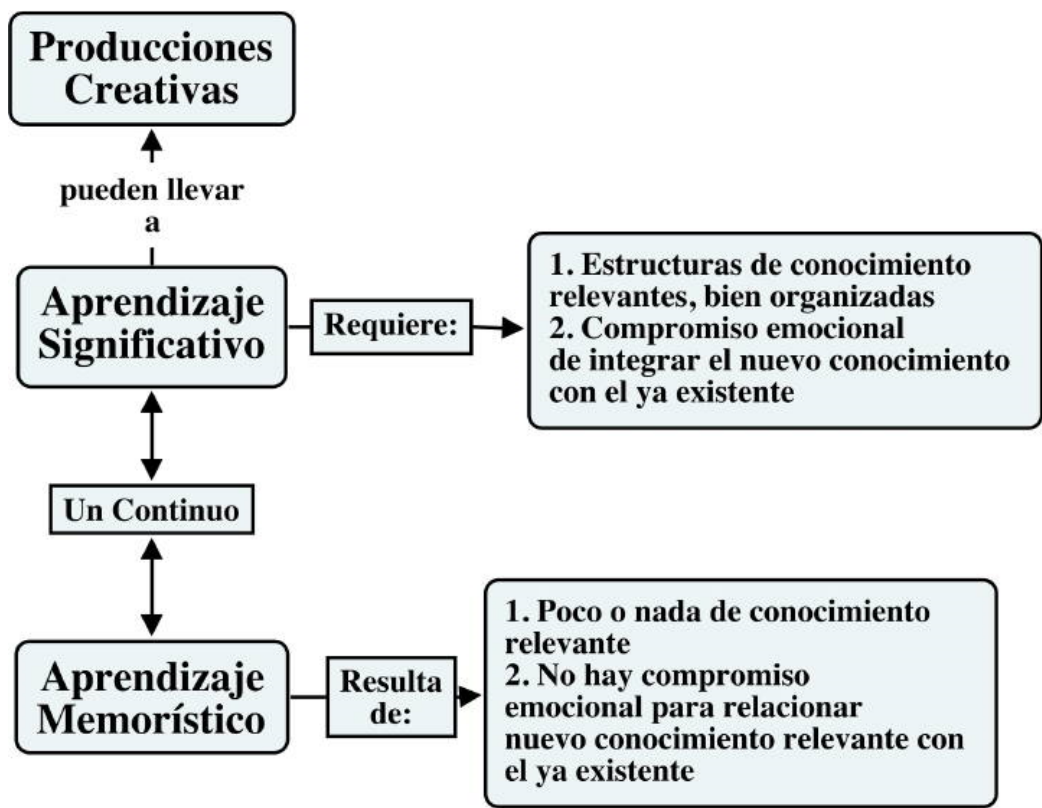 Producciones
Creativas
pueden llevar
a
Aprendizaje
Significativo
Requiere:
1. Estructuras de conocimiento
relevantes, bien organizadas
2. Compromiso emocional
de integrar el nuevo conocimiento
con el ya existente
Un Continuo
Aprendizaje
Memorístico
Resulta
de:
1. Poco o nada de conocimiento
relevante
2. No hay compromiso
emocional para relacionar
nuevo conocimiento relevante con
el ya existente